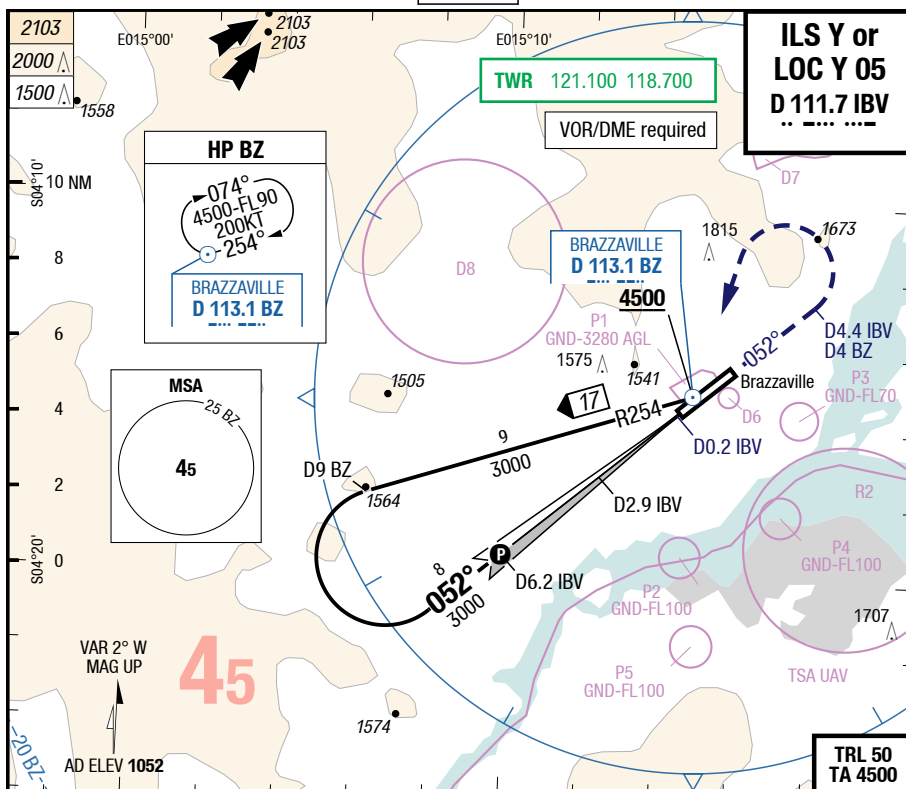 2103
2000
1500
1558
E015°00'
2103
2103
E015°10'
TWR 121.100 118.700
VOR/DME required
ILS Y or
LOC Y 05
D 111.7 IBV
D7
S04°10'
10 NM
8
6
4
2
0
S04°20'
HP BZ
074°
4500-FL90
200KT
254°
BRAZZAVILLE
D 113.1 BZ
D8
BRAZZAVILLE
D 113.1 BZ
4500
1815
1673
P1
GND-3280 AGL
1575
1541
052°
D4.4 IBV
D4 BZ
Brazzaville
P3
GND-FL70
D6
D0.2 IBV
MSA
25 BZ
45
1505
17
R254
9
3000
D9 BZ
1564
D2.9 IBV
R2
P
D6.2 IBV
8
052°
3000
P4
GND-FL100
P2
GND-FL100
P5
GND-FL100
1707
TSA UAV
45
VAR 2° W
MAG UP
1574
20 BZ
AD ELEV 1052
TRL 50
TA 4500